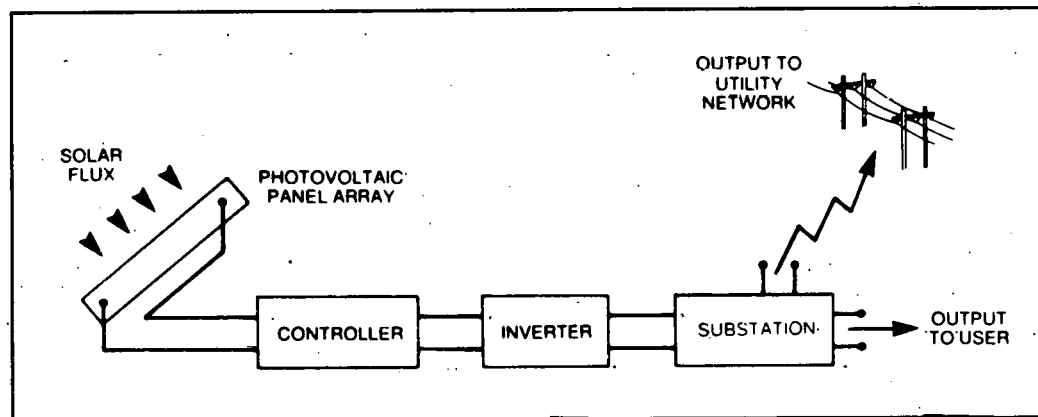 OUTPUT TO
UTILITY
NETWORK
SOLAR
FLUX
PHOTOVOLTAIC
PANEL ARRAY
CONTROLLER
INVERTER
SUBSTATION
OUTPUT
TO USER